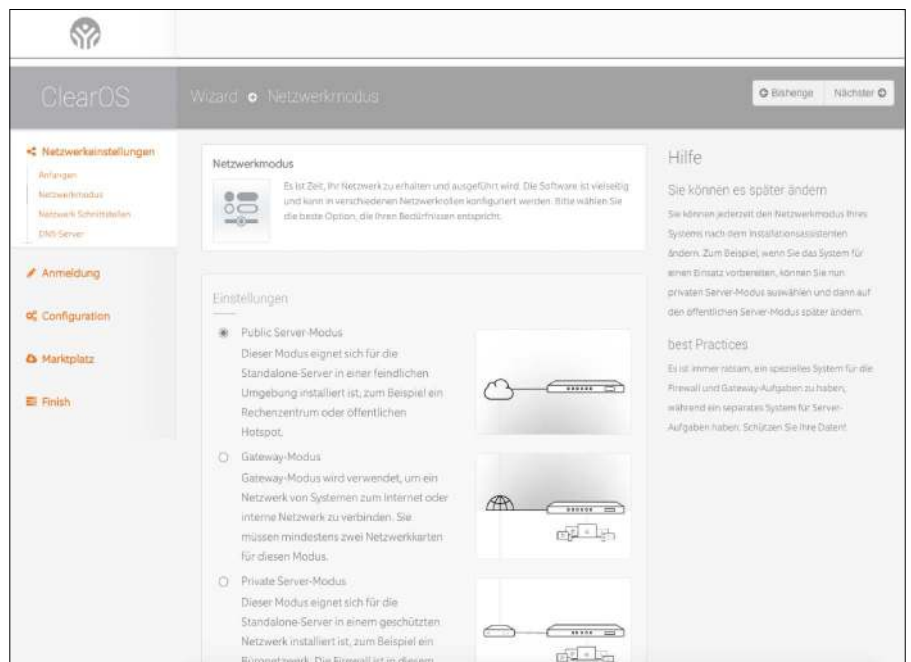 ClearOS
Wizard Netzwerkmodus
Bisherige Nächster
Netzwerkeinstellungen
Anfangen
Netzwerkmodus
Netzwerk Schnittstellen
DNS-Server
Anmeldung
Configuration
Marktplatz
Finish
Netzwerkmodus
Es ist Zeit, Ihr Netzwerk zu erhalten und ausgeführt wird. Die Software ist vielseitig
und kann in verschiedenen Netzwerkrollen konfiguriert werden. Bitte wählen Sie
die beste Option, die Ihren Bedürfnissen entspricht.
Einstellungen
Public Server-Modus
Dieser Modus eignet sich für die
Standalone-Server in einer feindlichen
Umgebung installiert ist, zum Beispiel ein
Rechenzentrum oder öffentlichen
Hotspot.
Gateway-Modus
Gateway-Modus wird verwendet, um ein
Netzwerk von Systemen zum Internet oder
interne Netzwerk zu verbinden. Sie
müssen mindestens zwei Netzwerkkarten
für diesen Modus.
Private Server-Modus
Dieser Modus eignet sich für die
Standalone-Server in einem geschützten
Netzwerk installiert ist, zum Beispiel ein
Büronetzwerk. Die Firewall ist in diesem
Hilfe
Sie können es später ändern
Sie können jederzeit den Netzwerkmodus Ihres
Systems nach dem Installationsassistenten
ändern. Zum Beispiel, wenn Sie das System für
einen Einsatz vorbereiten, können Sie nun
privaten Server-Modus auswählen und dann auf
den öffentlichen Server-Modus später ändern.
best Practices
Es ist immer ratsam, ein spezielles System für die
Firewall und Gateway-Aufgaben zu haben,
während ein separates System für Server-
Aufgaben haben. Schützen Sie Ihre Daten!